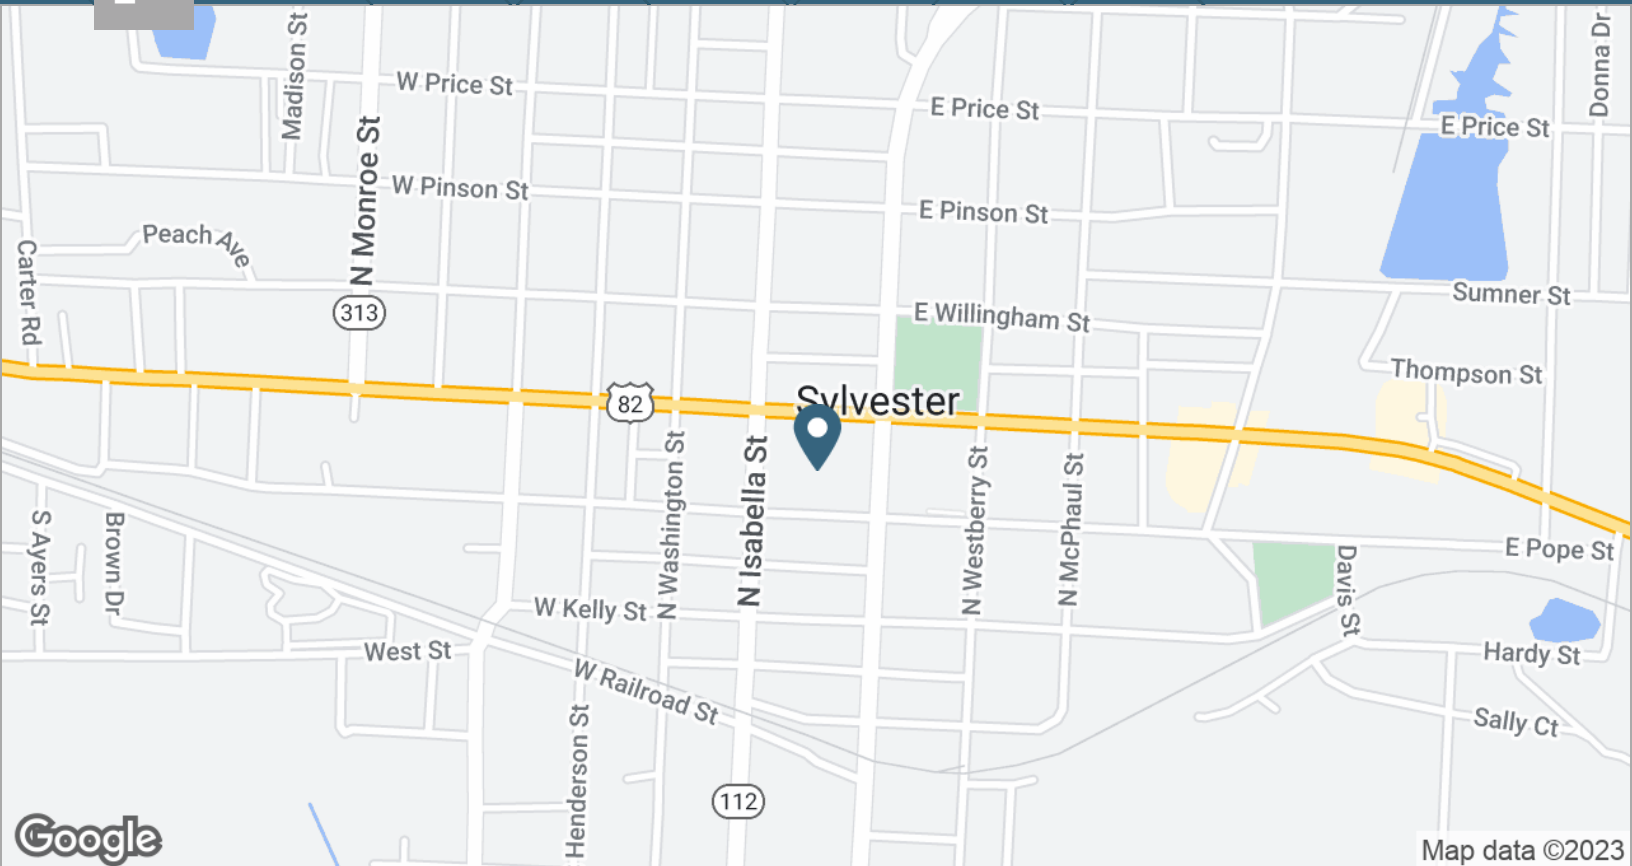 Madison St
Donna Dr
W Price St
E Price St
E Price St
N Monroe St
W Pinson St
E Pinson St
Peach Ave
Carter Rd
313
Sumner St
E Willingham St
Thompson St
82
Sylvester
N Washington St
N Isabella St
N Westberry St
N McPhaul St
S Ayers St
Brown Dr
E Pope St
Davis St
W Kelly St
West St
Hardy St
W Railroad St
Henderson St
Sally Ct
112
Google
Map data ©2023